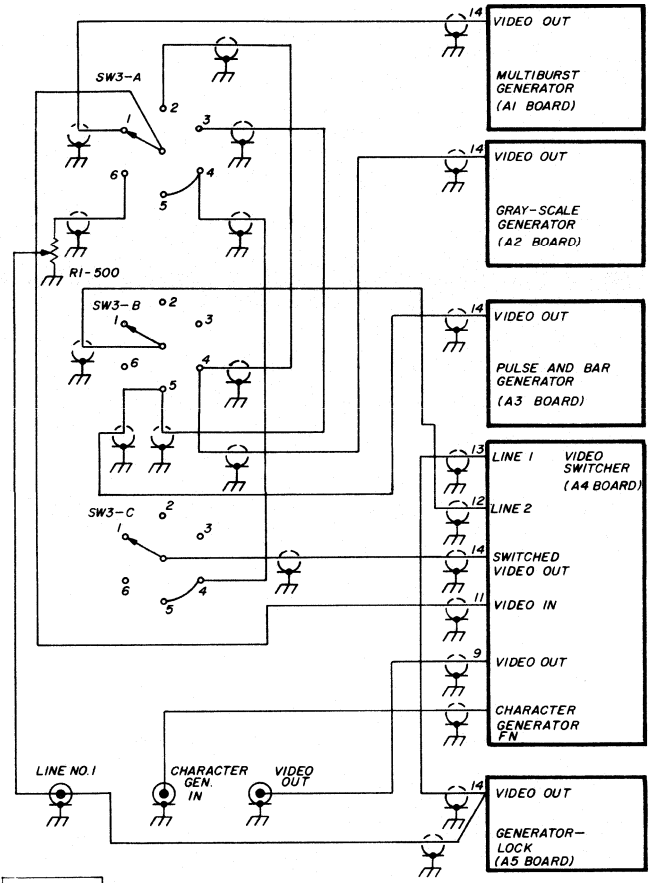 14
VIDEO OUT
MULTIBURST
GENERATOR
(A1 BOARD)
SW3-A
1
2
3
4
5
6
R1-500
14
VIDEO OUT
GRAY-SCALE
GENERATOR
(A2 BOARD)
SW3-B
1
2
3
4
5
6
14
VIDEO OUT
PULSE AND BAR
GENERATOR
(A3 BOARD)
13
LINE 1
VIDEO
SWITCHER
(A4 BOARD)
12
LINE 2
SW3-C
1
2
3
4
5
6
14
SWITCHED
VIDEO OUT
11
VIDEO IN
9
VIDEO OUT
CHARACTER
GENERATOR
FN
LINE NO.1
CHARACTER
GEN.
IN
VIDEO
OUT
14
VIDEO OUT
GENERATOR-
LOCK
(A5 BOARD)